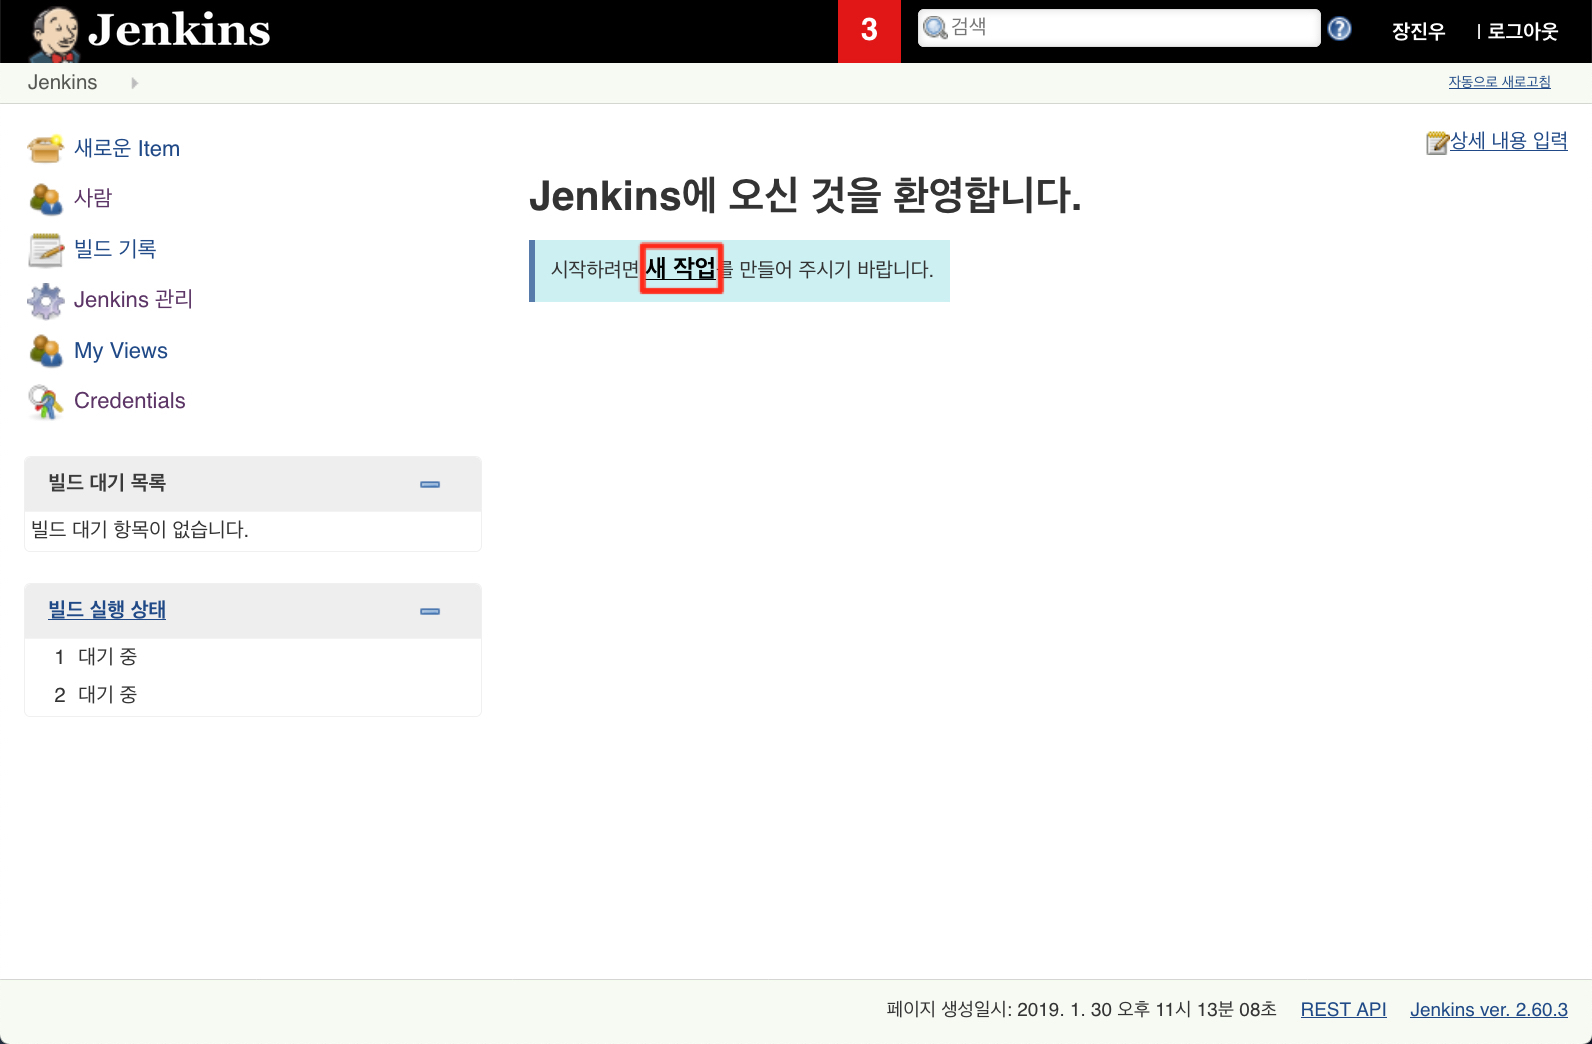 Jenkins
3
검색
장진우
| 로그아웃
Jenkins
자동으로 새로고침
새로운 Item
사람
빌드 기록
Jenkins 관리
My Views
Credentials
상세 내용 입력
Jenkins에 오신 것을 환영합니다.
시작하려면 새 작업를 만들어 주시기 바랍니다.
빌드 대기 목록
빌드 대기 항목이 없습니다.
빌드 실행 상태
1 대기 중
2 대기 중
페이지 생성일시: 2019. 1. 30 오후 11시 13분 08초 REST API Jenkins ver. 2.60.3